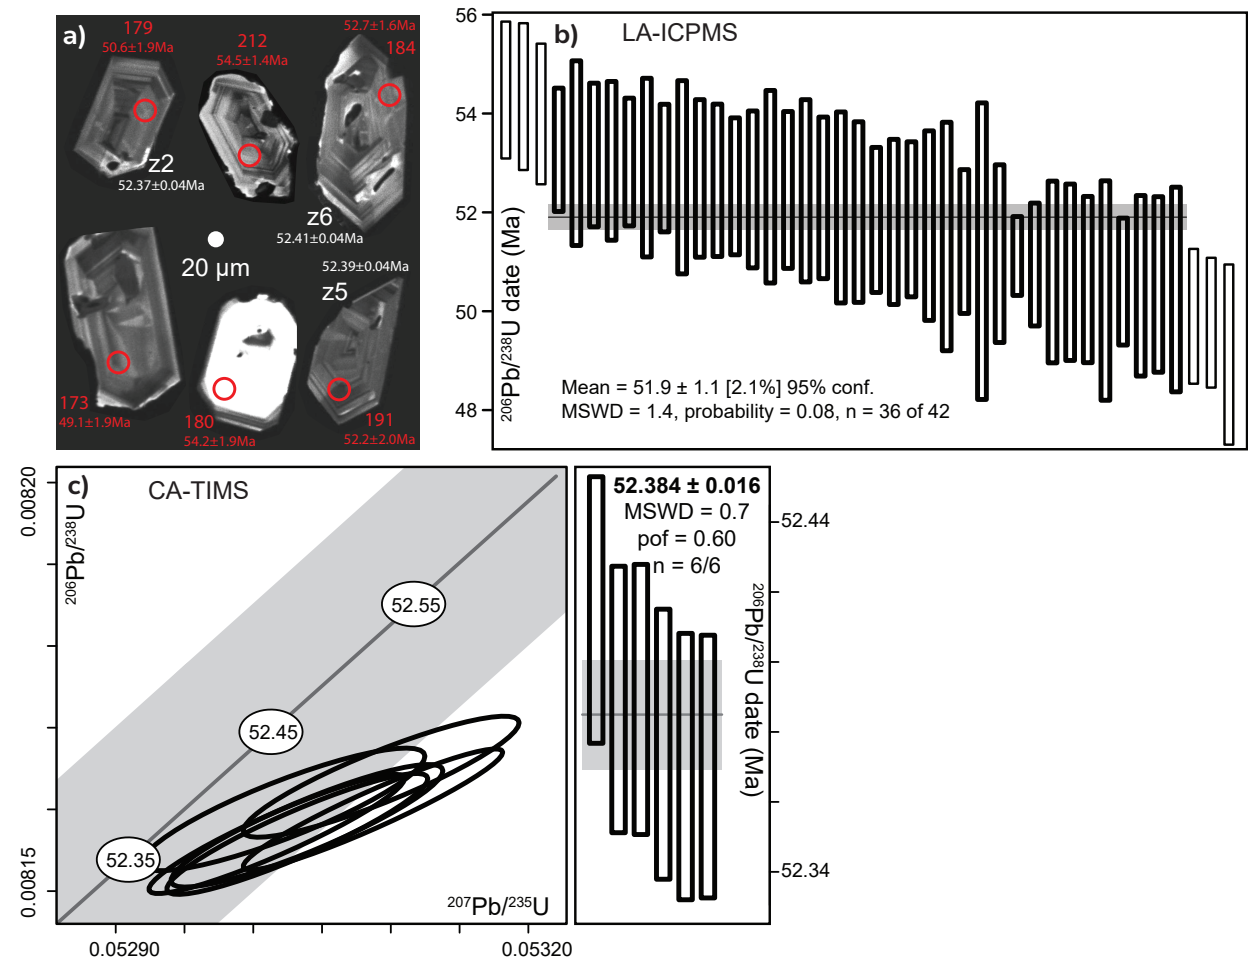 a)
179
50.6±1.9Ma
212
54.5±1.4Ma
52.7±1.6Ma
184
z2
52.37±0.04Ma
z6
52.41±0.04Ma
20 μm
52.39±0.04Ma
z5
173
49.1±1.9Ma
180
54.2±1.9Ma
191
52.2±2.0Ma
b)
LA-ICPMS
56
54
52
50
48
206Pb/238U date (Ma)
Mean = 51.9 ± 1.1 [2.1%] 95% conf.
MSWD = 1.4, probability = 0.08, n = 36 of 42
c)
CA-TIMS
0.00820
0.00815
206Pb/238U
52.55
52.45
52.35
207Pb/235U
0.05290
0.05320
52.384 ± 0.016
MSWD = 0.7
pof = 0.60
n = 6/6
52.44
52.34
206Pb/238U date (Ma)